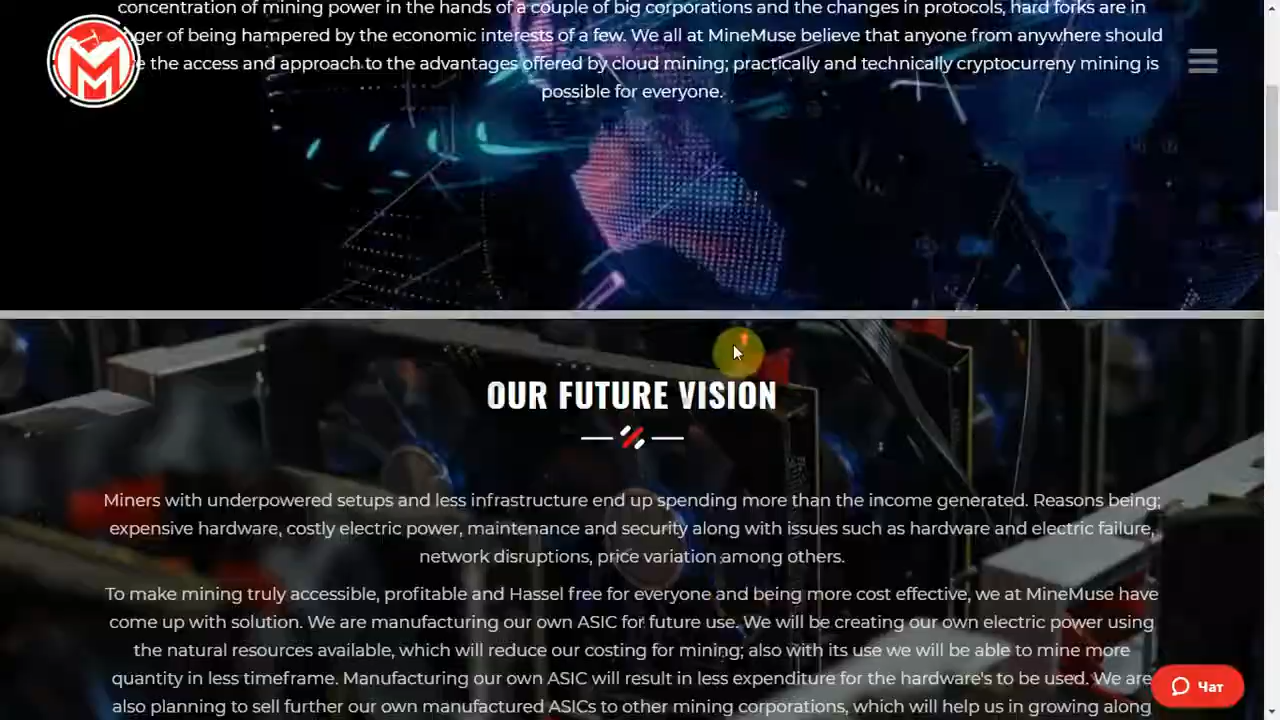 concentration of mining power in the hands of a couple of big corporations and the changes in protocols, hard forks are in
of being hampered by the economic interests of a few. We all at MineMuse believe that anyone from anywhere should
the access and approach to the advantages offered by cloud mining; practically and technically cryptocurreny mining is
possible for everyone.
OUR FUTURE VISION
Miners with underpowered setups and less infrastructure end up spending more than the income generated. Reasons being;
expensive hardware, costly electric power, maintenance and security along with issues such as hardware and electric failure,
network disruptions, price variation among others.
To make mining truly accessible, profitable and Hassel free for everyone and being more cost effective, we at MineMuse have
come up with solution. We are manufacturing our own ASIC for future use. We will be creating our own electric power using
the natural resources available, which will reduce our costing for mining; also with its use we will be able to mine more
quantity in less timeframe. Manufacturing our own ASIC will result in less expenditure for the hardware's to be used. We are
also planning to sell further our own manufactured ASICs to other mining corporations, which will help us in growing along
Чат